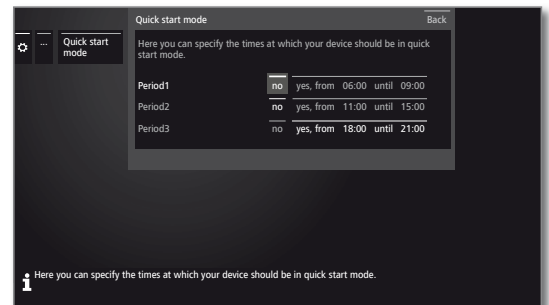 Quick start mode Back
... Quick start
mode
Here you can specify the times at which your device should be in quick
start mode.
Period1 no yes, from 06:00 until 09:00
Period2 no yes, from 11:00 until 15:00
Period3 no yes, from 18:00 until 21:00
Here you can specify the times at which your device should be in quick start mode.